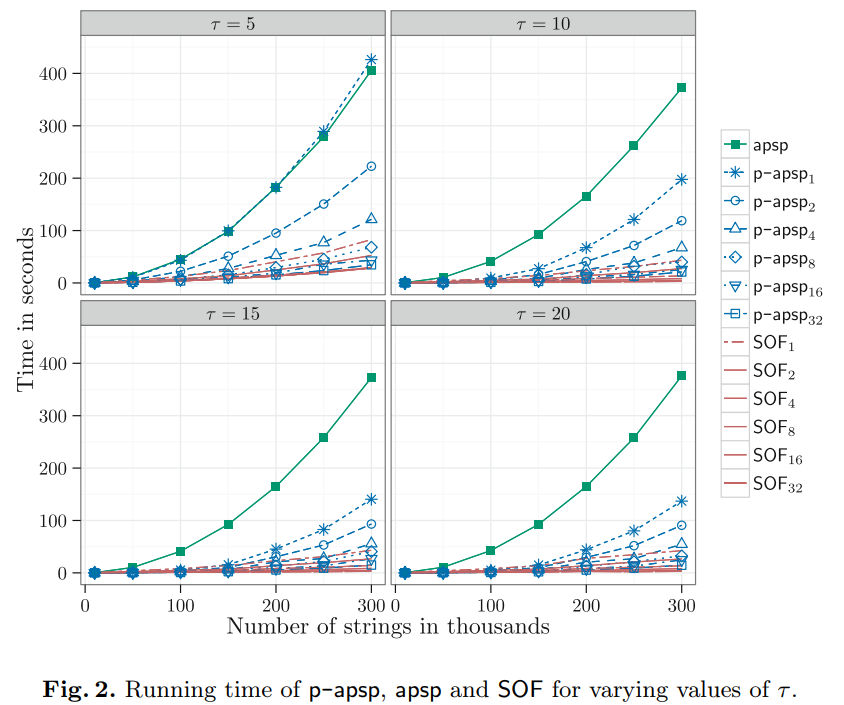 τ = 5
τ = 10
400
300
200
100
0
τ = 15
τ = 20
400
300
200
100
0
0
100
200
300
0
100
200
300
Time in seconds
Number of strings in thousands
apsp
p-apsp₁
p-apsp₂
p-apsp₄
p-apsp₈
p-apsp₁₆
p-apsp₃₂
SOF₁
SOF₂
SOF₄
SOF₈
SOF₁₆
SOF₃₂
Fig. 2. Running time of p-apsp, apsp and SOF for varying values of τ.